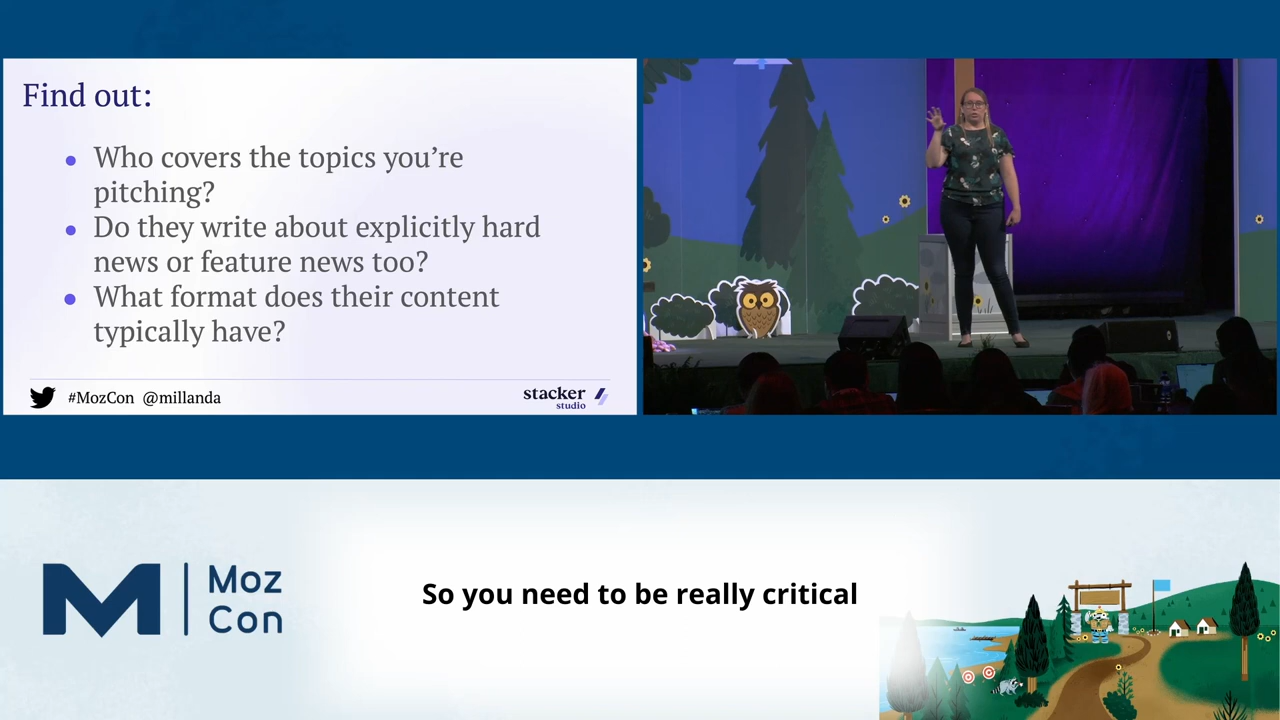 Find out:
• Who covers the topics you’re
pitching?
• Do they write about explicitly hard
news or feature news too?
• What format does their content
typically have?
#MozCon @millanda
stacker
studio
Moz
Con
So you need to be really critical